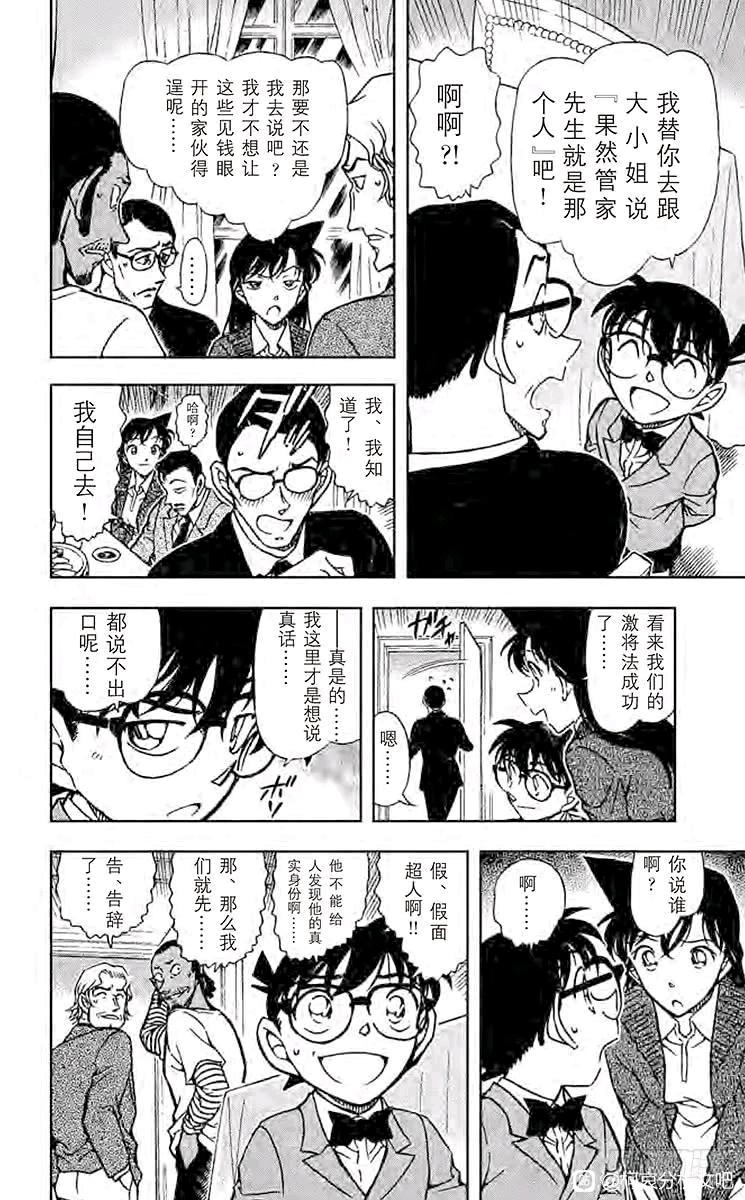 我替你去跟
大小姐说
『果然管家
先生就是那
个人』吧！
啊啊？！
那要不还是
我去说吧？
我才不想让
这些见钱眼
开的家伙得
逞呢……
……
我、我知
道了！
哈啊？
我自己去！
看来我们的
激将法成功
了……
ガチャ
嗯……
——真是的……
我这里才是想说
真话……
都说不出
口呢……
你说谁
啊？
啊……
假、假面
超人啊！！
他不能给
人发现他的真
实身份啊……
那、那么我
们就先……
告、告辞
了……